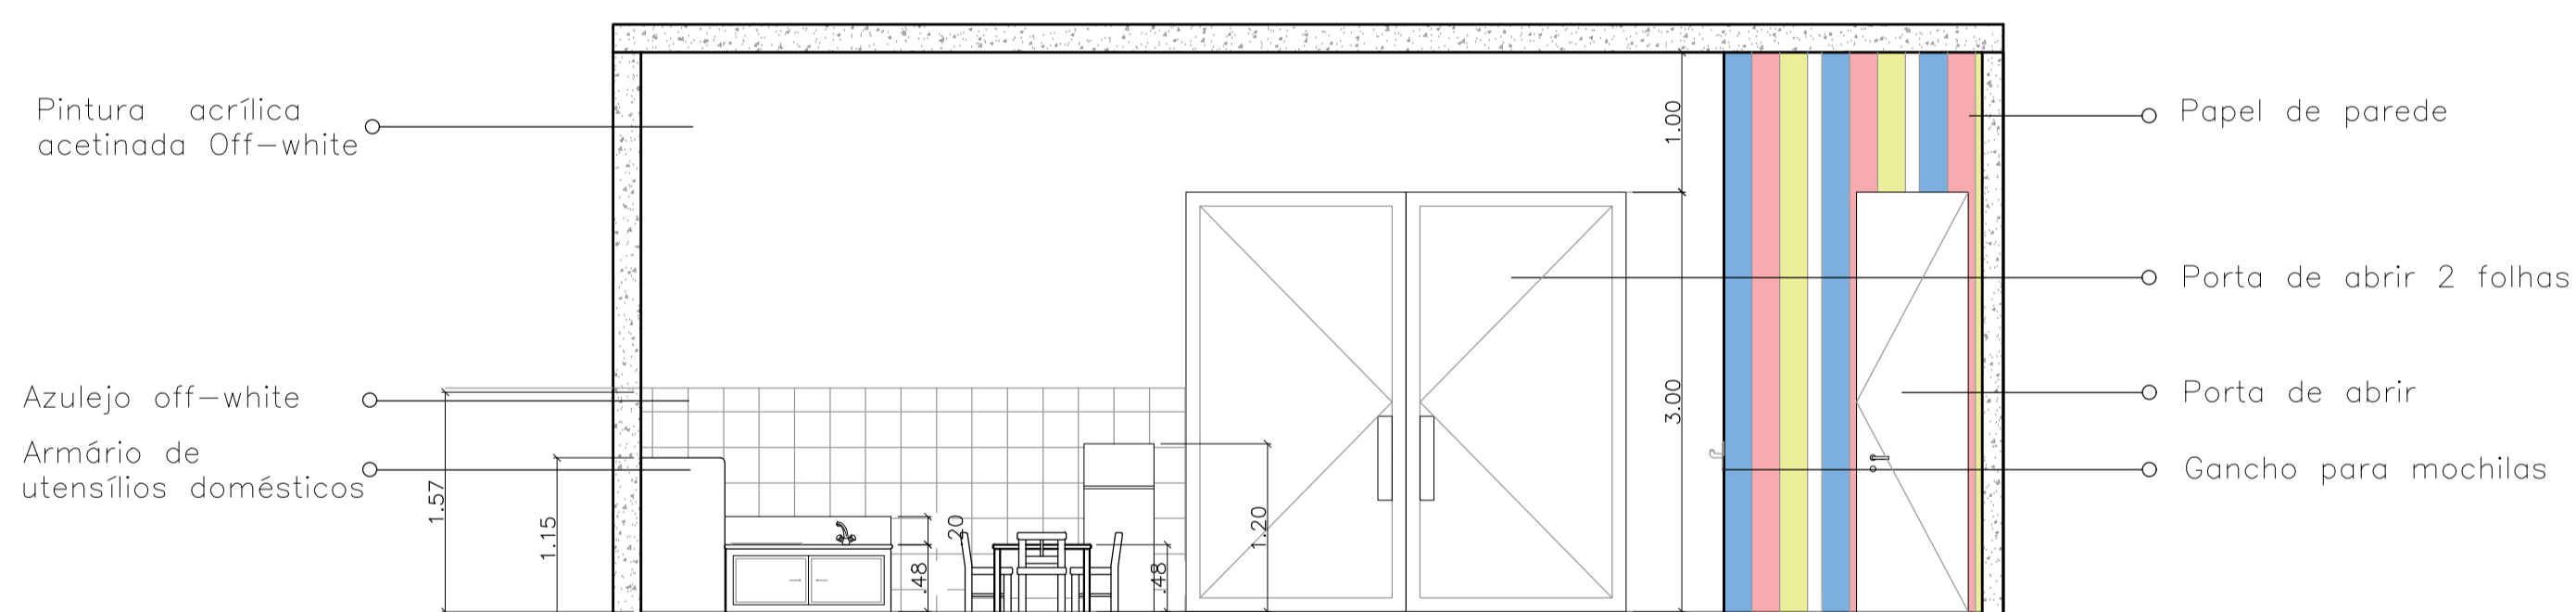 Pintura acrílica
acetinada Off-white
Azulejo off-white
Armário de
utensílios domésticos
1.57
1.15
.48
.20
.48
1.20
1.00
3.00
Papel de parede
Porta de abrir 2 folhas
Porta de abrir
Gancho para mochilas